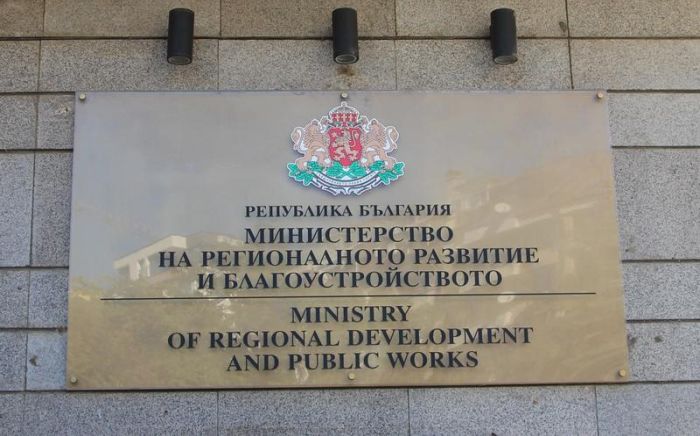 РЕПУБЛИКА БЪЛГАРИЯ
МИНИСТЕРСТВО
НА РЕГИОНАЛНОТО РАЗВИТИЕ
И БЛАГОУСТРОЙСТВОТО
MINISTRY
OF REGIONAL DEVELOPMENT
AND PUBLIC WORKS